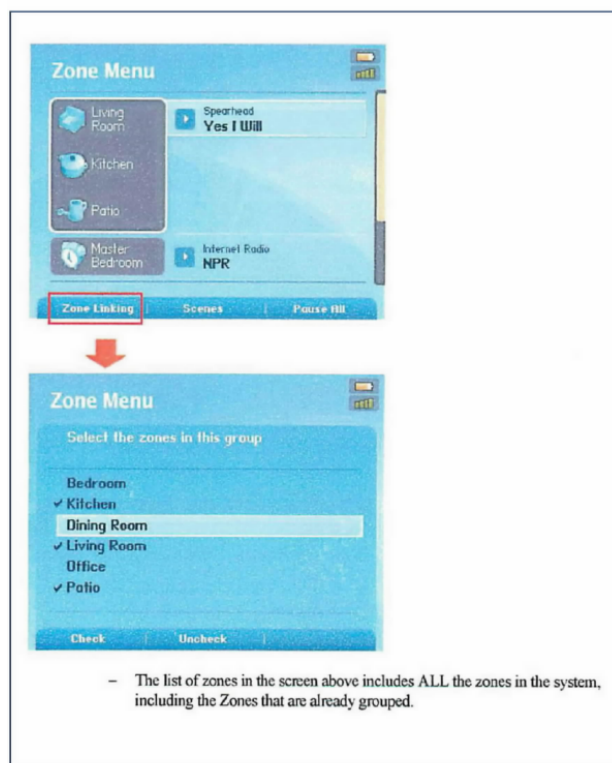 Zone Menu
Living
Room
Spearhead
Yes I Will
Kitchen
Patio
Master
Bedroom
Internet Radio
NPR
Zone Linking | Scenes | Pause All
Zone Menu
Select the zones in this group
Bedroom
✓ Kitchen
Dining Room
✓ Living Room
Office
✓ Patio
Check | Uncheck |
– The list of zones in the screen above includes ALL the zones in the system,
including the Zones that are already grouped.